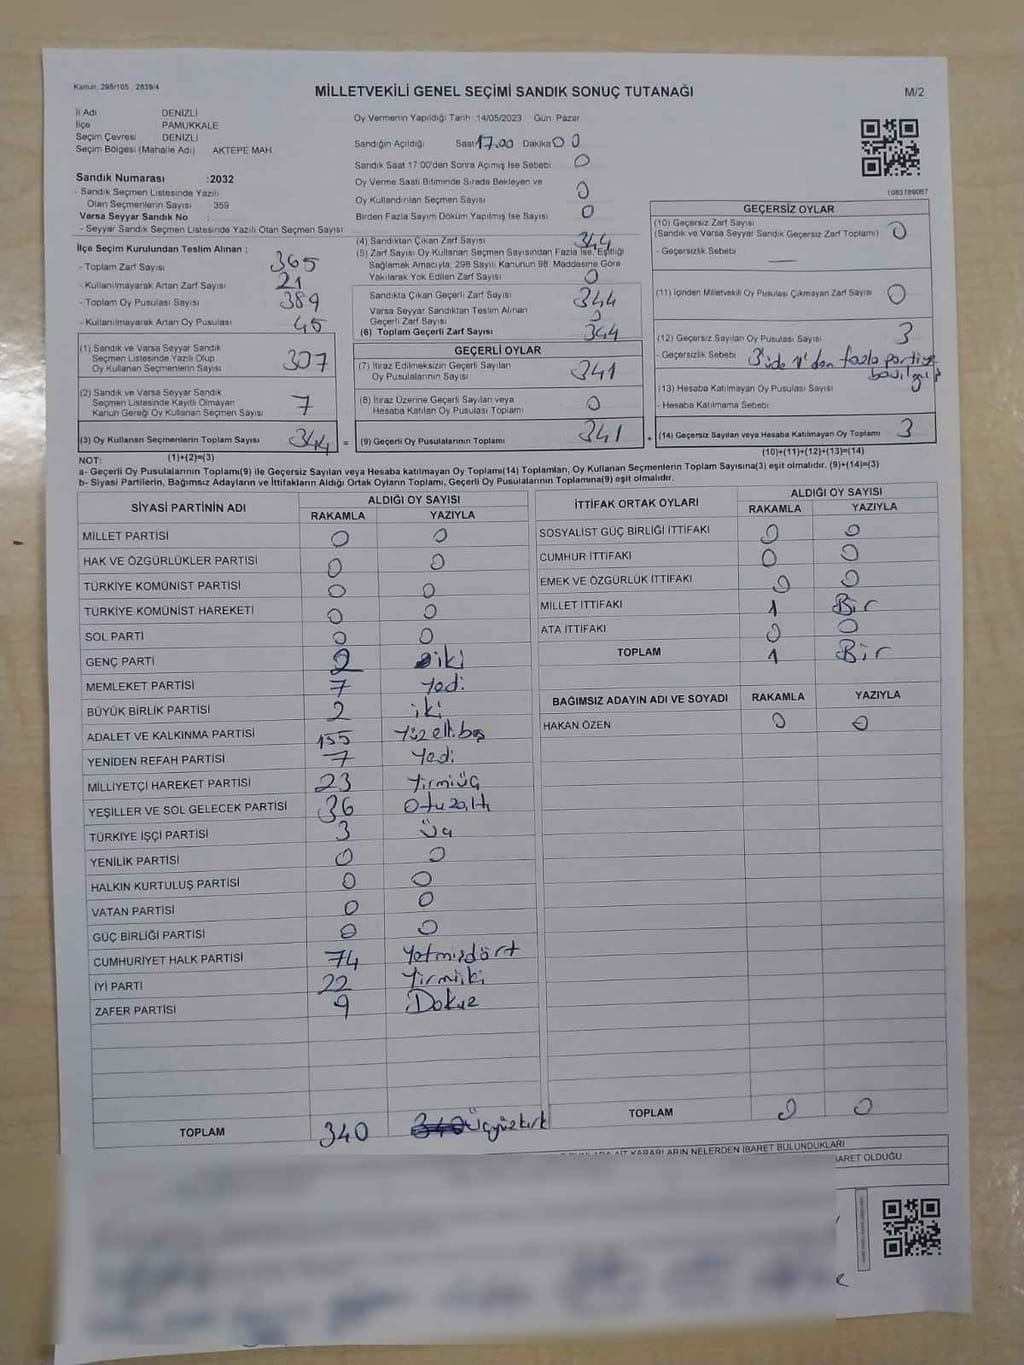 Kanun: 298/105 , 2839/4
MİLLETVEKİLİ GENEL SEÇİMİ SANDIK SONUÇ TUTANAĞI
M/2
İl Adı DENİZLİ
İlçe PAMUKKALE
Seçim Çevresi DENİZLİ
Seçim Bölgesi (Mahalle Adı) AKTEPE MAH
Sandık Numarası :2032
- Sandık Seçmen Listesinde Yazılı
Olan Seçmenlerin Sayısı 359
Varsa Seyyar Sandık No :
- Seyyar Sandık Seçmen Listesinde Yazılı Olan Seçmen Sayısı
Oy Vermenin Yapıldığı Tarih :14/05/2023 Gün: Pazar
Sandığın Açıldığı Saat 17.00 Dakika 00
Sandık Saat 17:00'den Sonra Açımış İse Sebebi 0
Oy Verme Saati Bitiminde Sırada Bekleyen ve
Oy Kullandırılan Seçmen Sayısı 0
Birden Fazla Sayım Döküm Yapılmış İse Sayısı 0
1083789067
İlçe Seçim Kurulundan Teslim Alınan ;
- Toplam Zarf Sayısı 365
- Kullanılmayarak Artan Zarf Sayısı 21
- Toplam Oy Pusulası Sayısı 389
- Kullanılmayarak Artan Oy Pusulası 45
(1) Sandık ve Varsa Seyyar Sandık
Seçmen Listesinde Yazılı Olup
Oy Kullanan Seçmenlerin Sayısı 307
(2) Sandık ve Varsa Seyyar Sandık
Seçmen Listesinde Kayıtlı Olmayan
Kanun Gereği Oy Kullanan Seçmen Sayısı 7
(3) Oy Kullanan Seçmenlerin Toplam Sayısı 344 =
(4) Sandıktan Çıkan Zarf Sayısı 344
(5) Zarf Sayısı Oy Kullanan Seçmen Sayısından Fazla İse, Eşitliği
Sağlamak Amacıyla, 298 Sayılı Kanunun 98. Maddesine Göre
Yakılarak Yok Edilen Zarf Sayısı 0
Sandıkta Çıkan Geçerli Zarf Sayısı 344
Varsa Seyyar Sandıktan Teslim Alınan
Geçerli Zarf Sayısı 0
(6) Toplam Geçerli Zarf Sayısı 344
GEÇERLİ OYLAR
(7) İtiraz Edilmeksizin Geçerli Sayılan
Oy Pusulalarının Sayısı 341
(8) İtiraz Üzerine Geçerli Sayılan veya
Hesaba Katılan Oy Pusulası Toplamı 0
(9) Geçerli Oy Pusulalarının Toplamı 341 +
GEÇERSİZ OYLAR
(10) Geçersiz Zarf Sayısı
(Sandık ve Varsa Seyyar Sandık Geçersiz Zarf Toplamı) 0
- Geçersizlik Sebebi —
(11) İçinden Milletvekili Oy Pusulası Çıkmayan Zarf Sayısı 0
(12) Geçersiz Sayılan Oy Pusulası Sayısı 3
- Geçersizlik Sebebi 3'üde 1'den fazla partiye
(13) Hesaba Katılmayan Oy Pusulası Sayısı
- Hesaba Katılmama Sebebi
(14) Geçersiz Sayılan veya Hesaba Katılmayan Oy Toplamı 3
NOT: (1)+(2)=(3) (10)+(11)+(12)+(13)=(14)
a- Geçerli Oy Pusulalarının Toplamı(9) ile Geçersiz Sayılan veya Hesaba katılmayan Oy Toplamı(14) Toplamları, Oy Kullanan Seçmenlerin Toplam Sayısına(3) eşit olmalıdır. (9)+(14)=(3)
b- Siyasi Partilerin, Bağımsız Adayların ve İttifakların Aldığı Ortak Oyların Toplamı, Geçerli Oy Pusulalarının Toplamına(9) eşit olmalıdır.
SİYASİ PARTİNİN ADI ALDIĞI OY SAYISI
RAKAMLA YAZIYLA
MİLLET PARTİSİ 0 0
HAK VE ÖZGÜRLÜKLER PARTİSİ 0 0
TÜRKİYE KOMÜNİST PARTİSİ 0 0
TÜRKİYE KOMÜNİST HAREKETİ 0 0
SOL PARTİ 0 0
GENÇ PARTİ 2 iki
MEMLEKET PARTİSİ 7 Yedi
BÜYÜK BİRLİK PARTİSİ 2 iki
ADALET VE KALKINMA PARTİSİ 155 Yüzellibeş
YENİDEN REFAH PARTİSİ 7 Yedi
MİLLİYETÇİ HAREKET PARTİSİ 23 Yirmiüç
YEŞİLLER VE SOL GELECEK PARTİSİ 36 Otuzaltı
TÜRKİYE İŞÇİ PARTİSİ 3 Üç
YENİLİK PARTİSİ 0 0
HALKIN KURTULUŞ PARTİSİ 0 0
VATAN PARTİSİ 0 0
GÜÇ BİRLİĞİ PARTİSİ 0 0
CUMHURİYET HALK PARTİSİ 74 Yetmişdört
İYİ PARTİ 22 Yirmiiki
ZAFER PARTİSİ 9 Dokuz
TOPLAM 340 340 Üçyüzkırk
İTTİFAK ORTAK OYLARI ALDIĞI OY SAYISI
RAKAMLA YAZIYLA
SOSYALİST GÜÇ BİRLİĞİ İTTİFAKI 0 0
CUMHUR İTTİFAKI 0 0
EMEK VE ÖZGÜRLÜK İTTİFAKI 0 0
MİLLET İTTİFAKI 1 Bir
ATA İTTİFAKI 0 0
TOPLAM 1 Bir
BAĞIMSIZ ADAYIN ADI VE SOYADI RAKAMLA YAZIYLA
HAKAN ÖZEN 0 0
TOPLAM 0 0
AİT KARARLARIN NELERDEN İBARET BULUNDUKLARI
BARET OLDUĞU